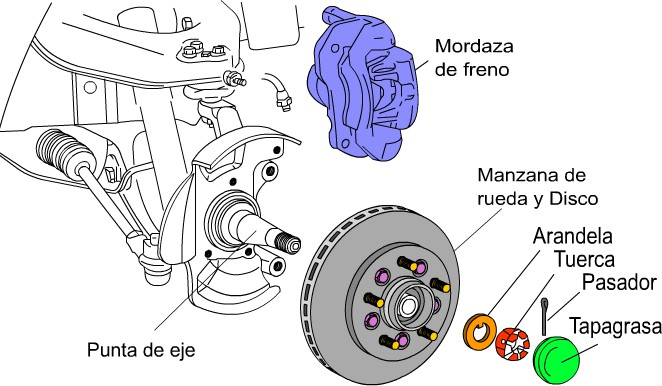 Mordaza
de freno
Manzana de
rueda y Disco
Arandela
Tuerca
Pasador
Tapagrasa
Punta de eje